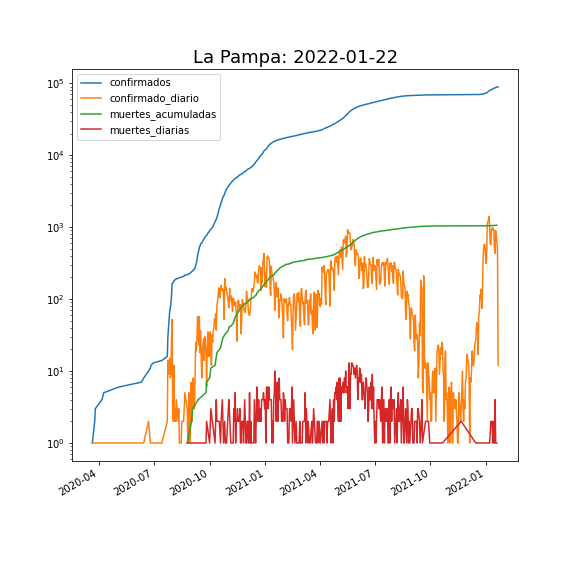 La Pampa: 2022-01-22
confirmados
confirmado_diario
muertes_acumuladas
muertes_diarias
10^5
10^4
10^3
10^2
10^1
10^0
2020-04
2020-07
2020-10
2021-01
2021-04
2021-07
2021-10
2022-01